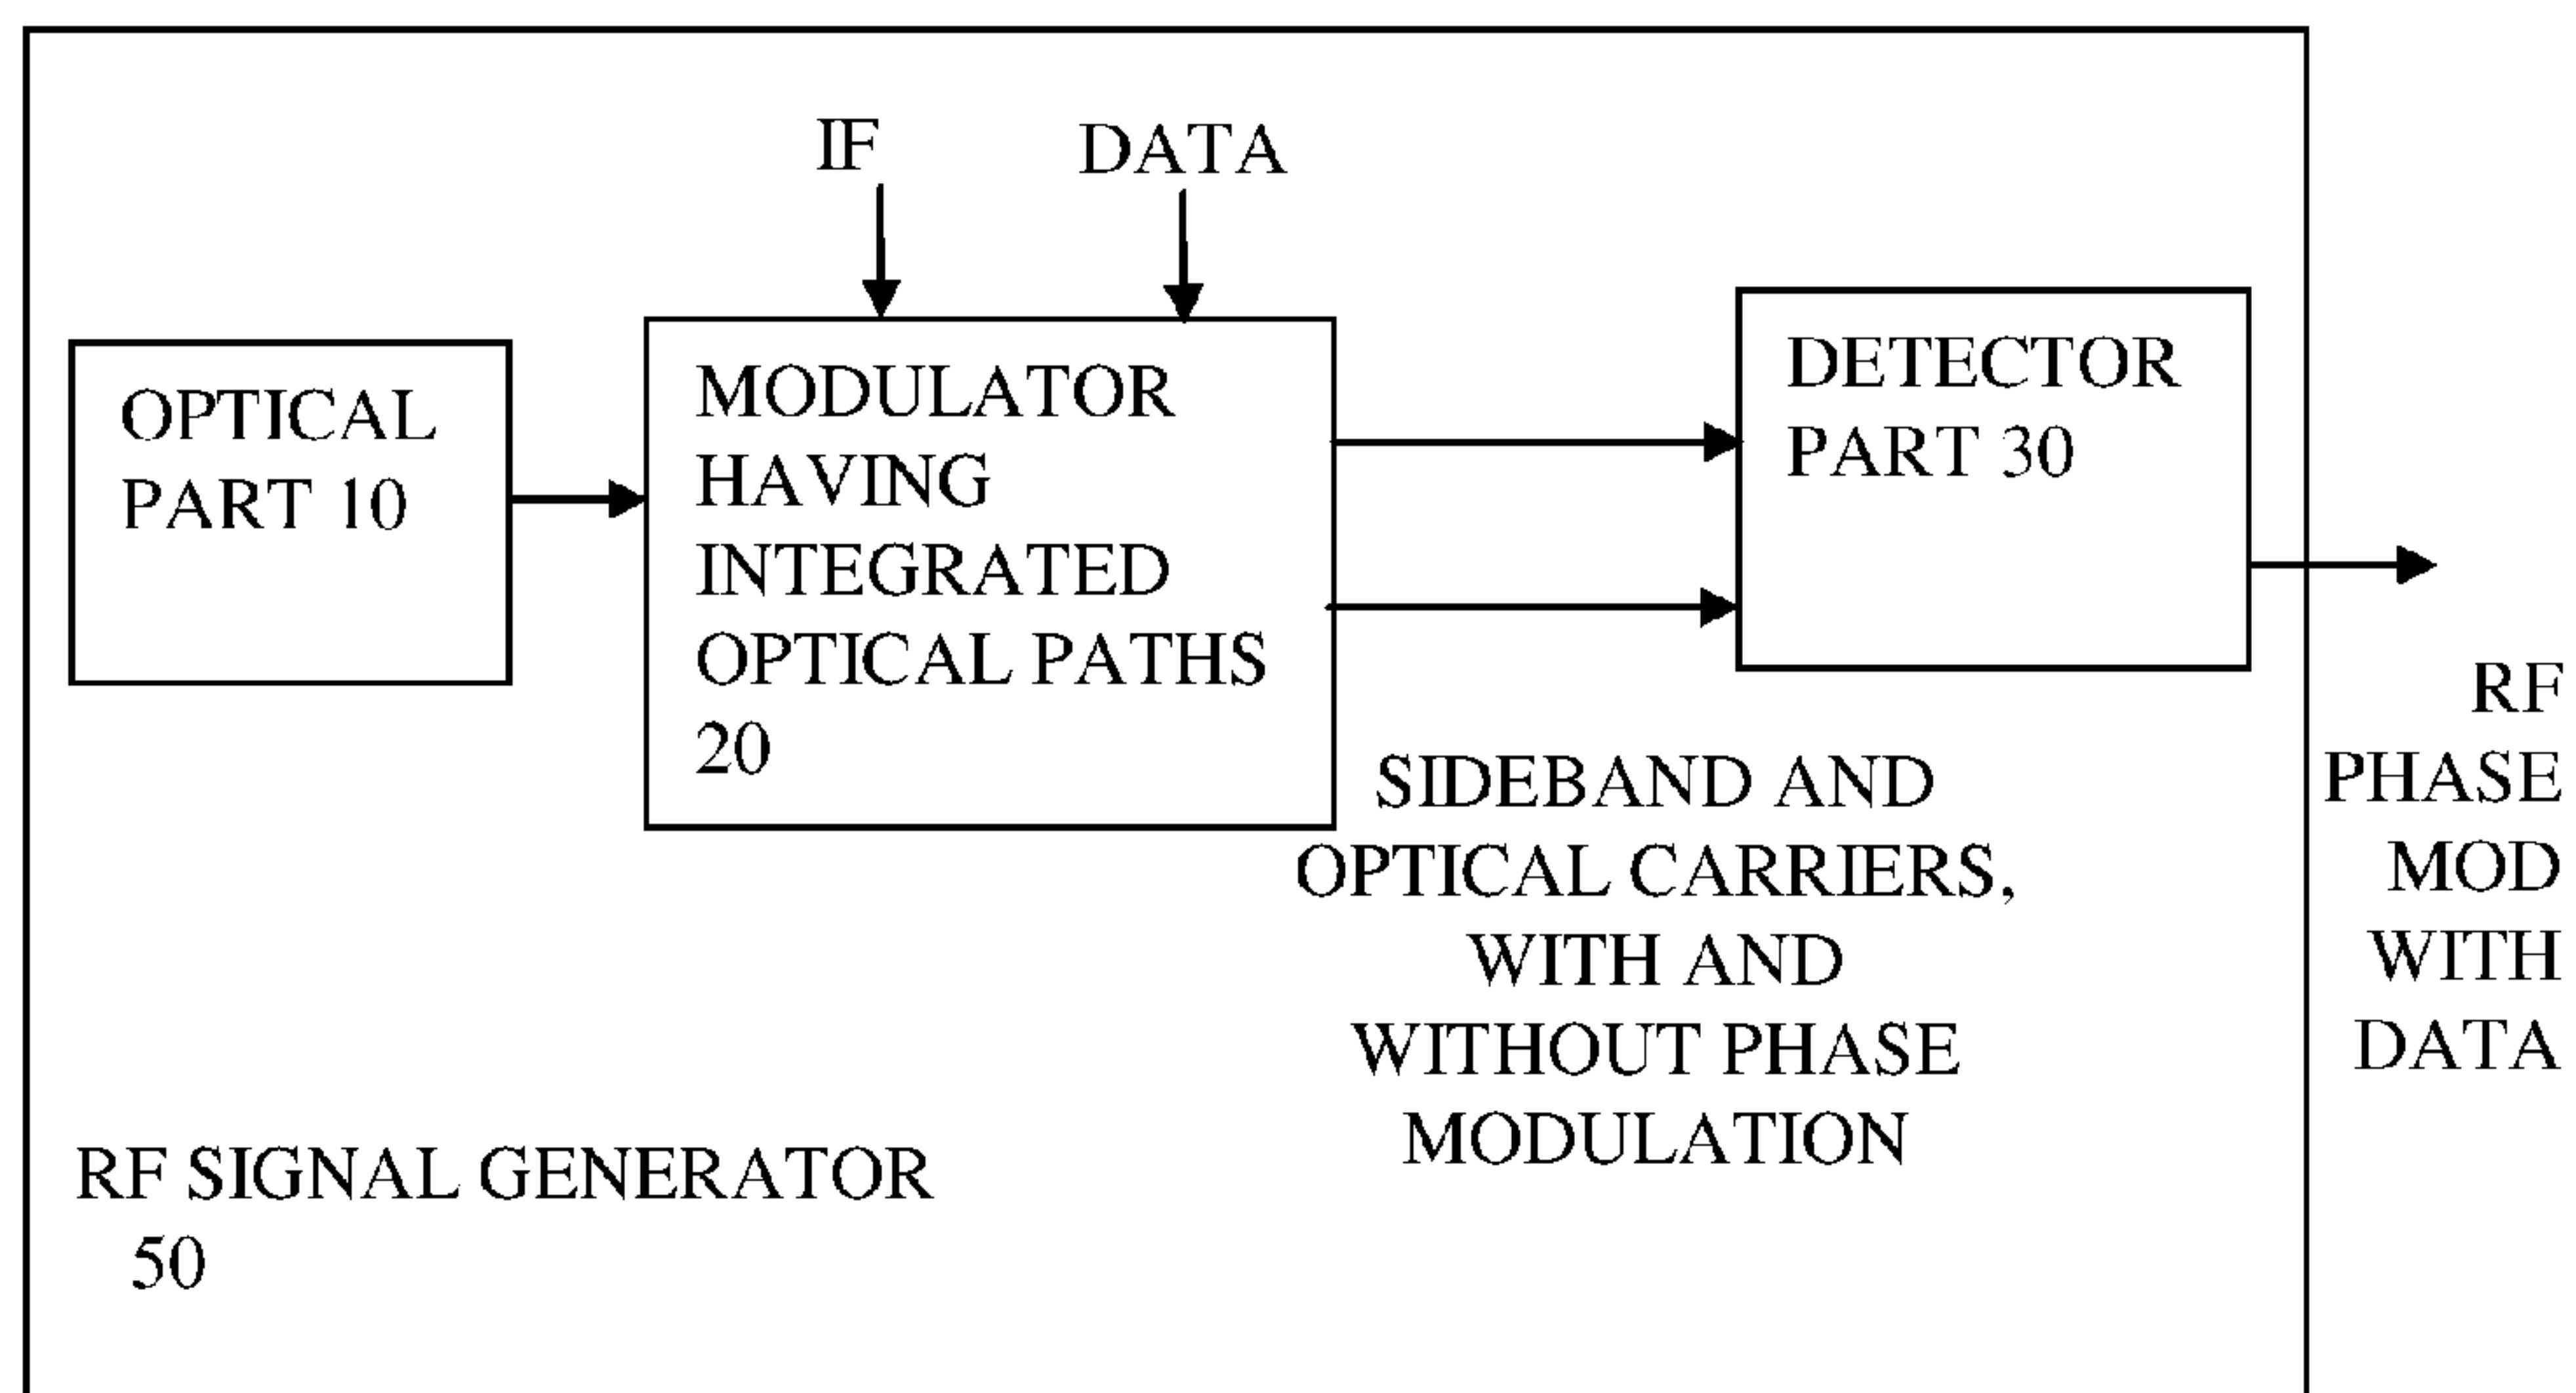 IF
DATA
OPTICAL
PART 10
MODULATOR
HAVING
INTEGRATED
OPTICAL PATHS
20
DETECTOR
PART 30
SIDEBAND AND
OPTICAL CARRIERS,
WITH AND
WITHOUT PHASE
MODULATION
RF
PHASE
MOD
WITH
DATA
RF SIGNAL GENERATOR
50